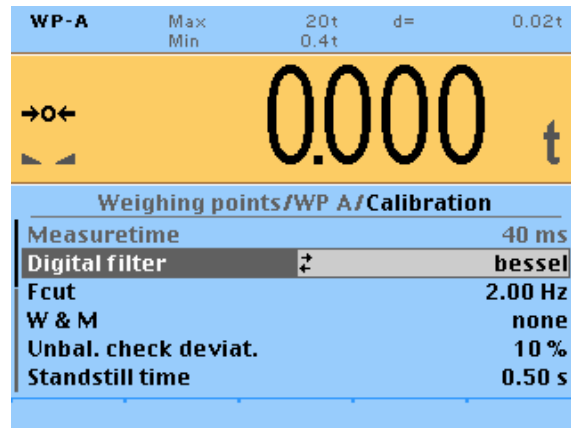 WP-A Max 20t d= 0.02t
Min 0.4t
→0← 0.000 t
Weighing points/WP A/Calibration
Measuretime 40 ms
Digital filter bessel
Fcut 2.00 Hz
W & M none
Unbal. check deviat. 10 %
Standstill time 0.50 s